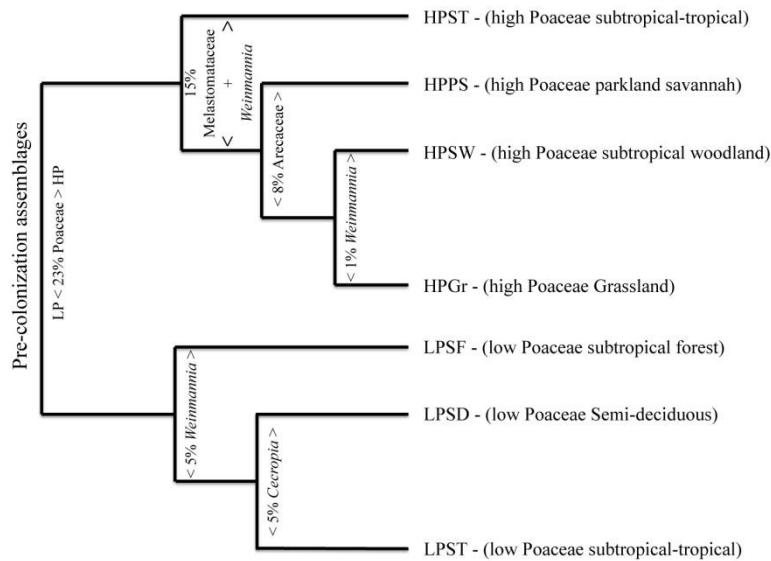 Pre-colonization assemblages
LP < 23% Poaceae > HP
15%
Melastomataceae
+
Weinmannia
< >
< 8% Arecaceae >
< 1% Weinmannia >
< 5% Weinmannia >
< 5% Cecropia >
HPST - (high Poaceae subtropical-tropical)
HPPS - (high Poaceae parkland savannah)
HPSW - (high Poaceae subtropical woodland)
HPGr - (high Poaceae Grassland)
LPSF - (low Poaceae subtropical forest)
LPSD - (low Poaceae Semi-deciduous)
LPST - (low Poaceae subtropical-tropical)